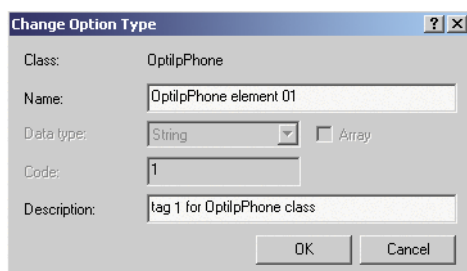 Change Option Type
Class: OptiIpPhone
Name: OptiIpPhone element 01
Data type: String Array
Code: 1
Description: tag 1 for OptiIpPhone class
OK Cancel